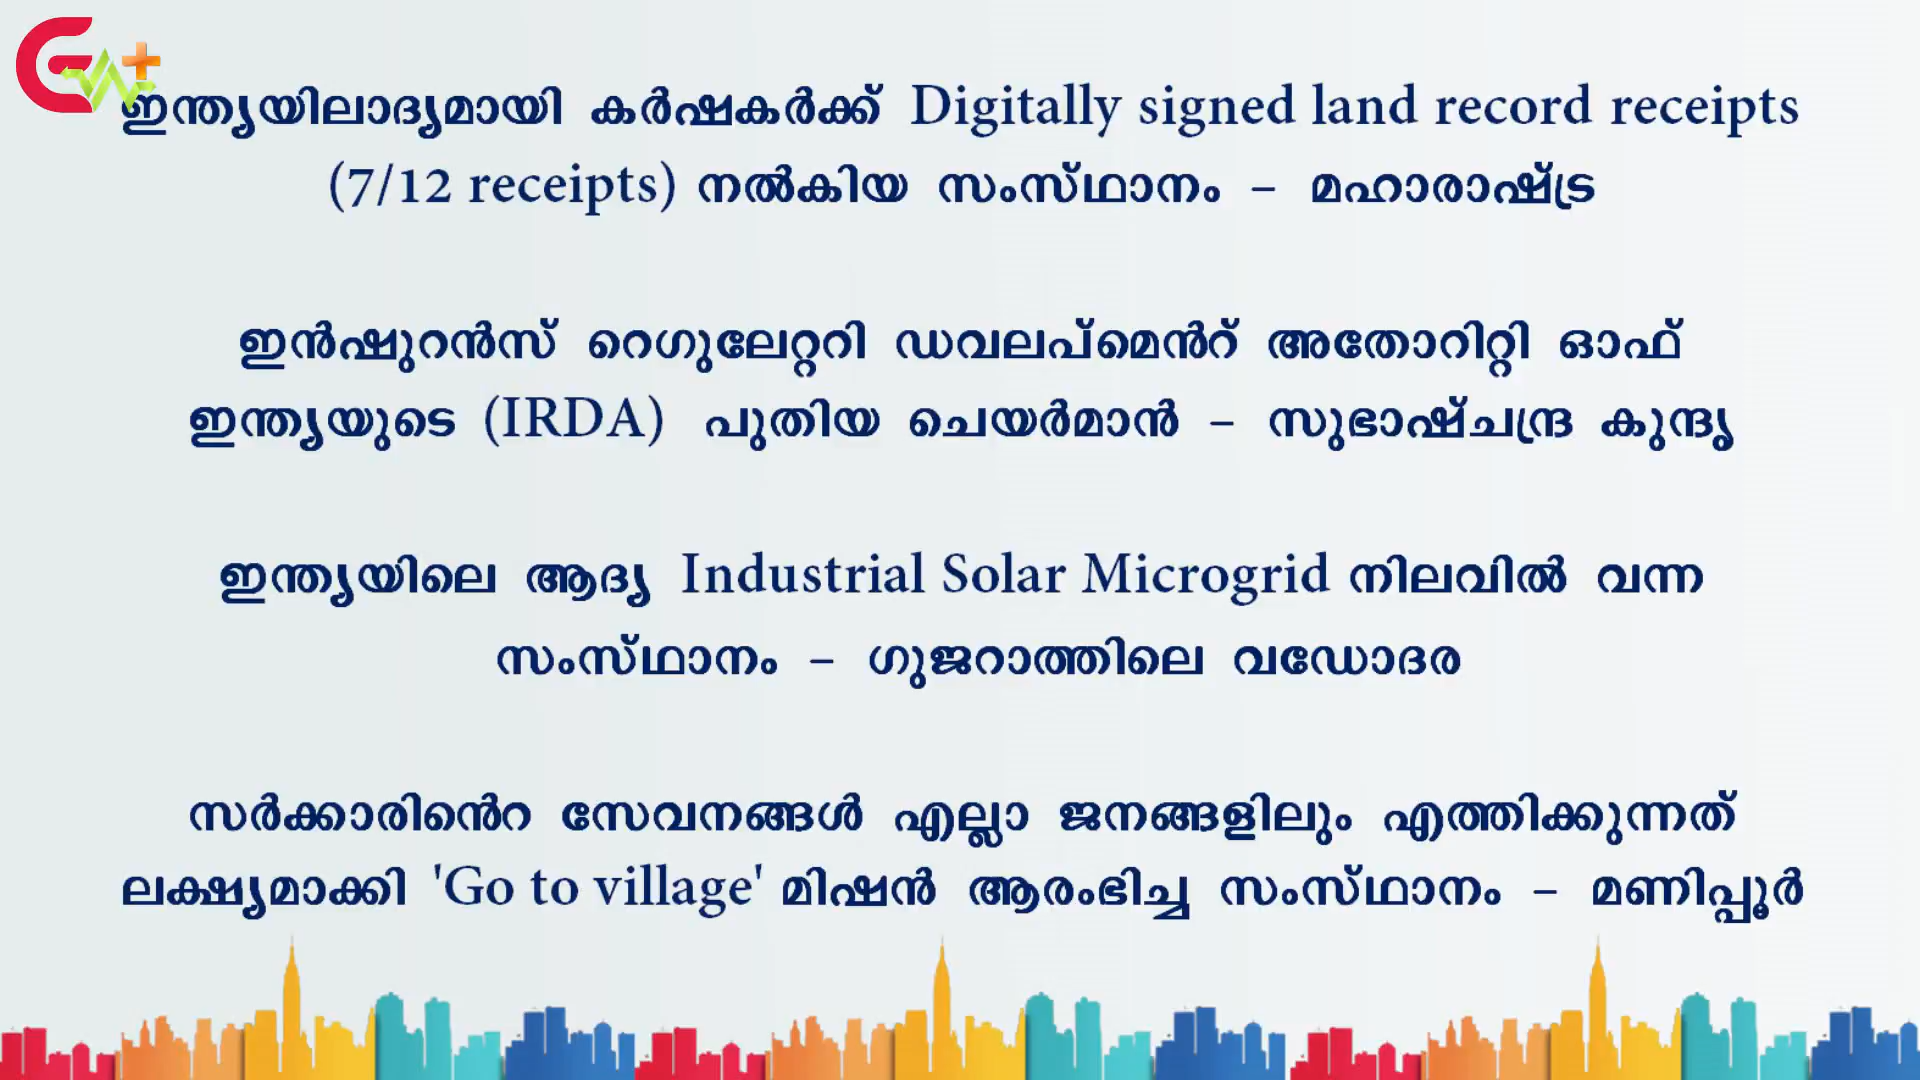 ഇന്ത്യയിലാദ്യമായി കർഷകർക്ക് Digitally signed land record receipts
(7/12 receipts) നൽകിയ സംസ്ഥാനം – മഹാരാഷ്ട്ര
ഇൻഷുറൻസ് റെഗുലേറ്ററി ഡവലപ്മെൻറ് അതോറിറ്റി ഓഫ്
ഇന്ത്യയുടെ (IRDA) പുതിയ ചെയർമാൻ – സുഭാഷ്ചന്ദ്ര കുന്ദൃ
ഇന്ത്യയിലെ ആദ്യ Industrial Solar Microgrid നിലവിൽ വന്ന
സംസ്ഥാനം – ഗുജറാത്തിലെ വഡോദര
സർക്കാരിൻെറ സേവനങ്ങൾ എല്ലാ ജനങ്ങളിലും എത്തിക്കുന്നത്
ലക്ഷ്യമാക്കി 'Go to village' മിഷൻ ആരംഭിച്ച സംസ്ഥാനം – മണിപ്പൂർ